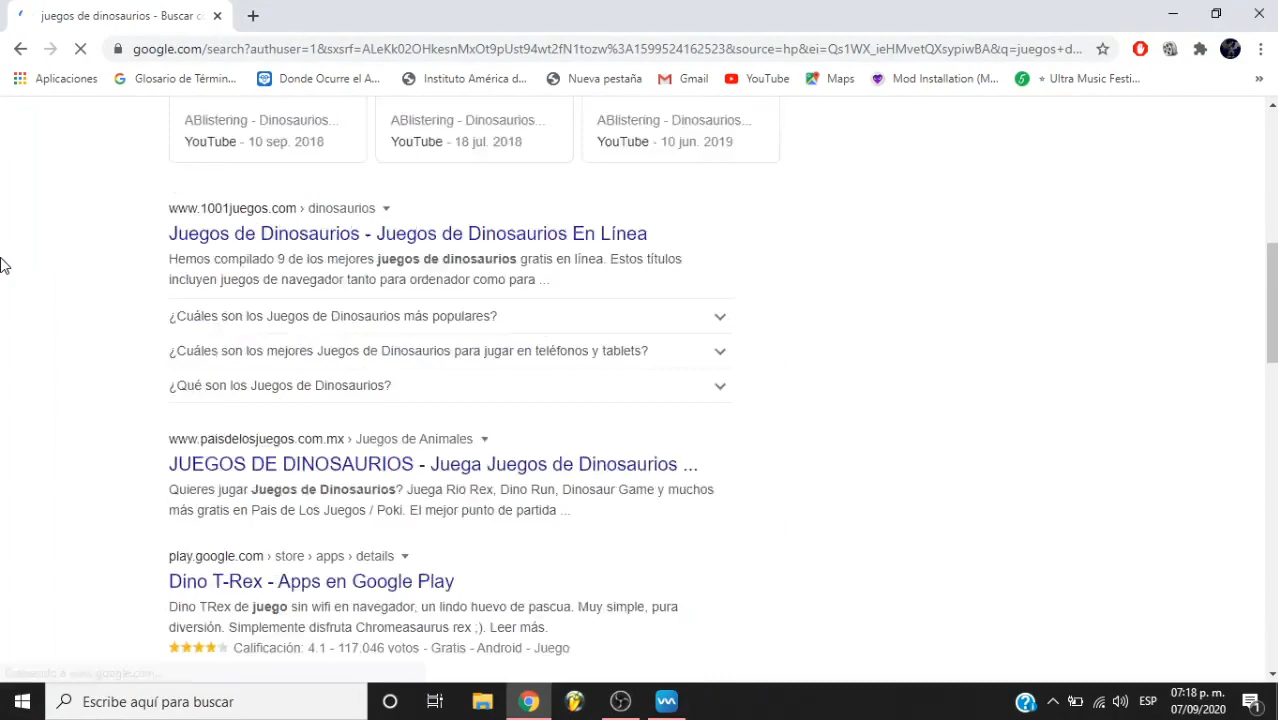 juegos de dinosaurios - Buscar c
google.com/search?authuser=1&sxsrf=ALeKk02OHkesnMxOt9pUst94wt2fN1tozw%3A1599524162523&source=hp&ei=Qs1WX_ieHMvetQXsypiwBA&q=juegos+d...
Aplicaciones Glosario de Términ... Donde Ocurre el A... Instituto América d... Nueva pestaña Gmail YouTube Maps Mod Installation (M... Ultra Music Festi... »
ABlistering - Dinosaurios... ABlistering - Dinosaurios... ABlistering - Dinosaurios...
YouTube - 10 sep. 2018 YouTube - 18 jul. 2018 YouTube - 10 jun. 2019
www.1001juegos.com › dinosaurios
Juegos de Dinosaurios - Juegos de Dinosaurios En Línea
Hemos compilado 9 de los mejores juegos de dinosaurios gratis en línea. Estos títulos
incluyen juegos de navegador tanto para ordenador como para ...
¿Cuáles son los Juegos de Dinosaurios más populares?
¿Cuáles son los mejores Juegos de Dinosaurios para jugar en teléfonos y tablets?
¿Qué son los Juegos de Dinosaurios?
www.paisdelosjuegos.com.mx › Juegos de Animales
JUEGOS DE DINOSAURIOS - Juega Juegos de Dinosaurios ...
Quieres jugar Juegos de Dinosaurios? Juega Rio Rex, Dino Run, Dinosaur Game y muchos
más gratis en Pais de Los Juegos / Poki. El mejor punto de partida ...
play.google.com › store › apps › details
Dino T-Rex - Apps en Google Play
Dino TRex de juego sin wifi en navegador, un lindo huevo de pascua. Muy simple, pura
diversión. Simplemente disfruta Chromeasaurus rex ;). Leer más.
Calificación: 4.1 - 117.046 votos - Gratis - Android - Juego
Escribe aquí para buscar
ESP
07:18 p. m.
07/09/2020
1